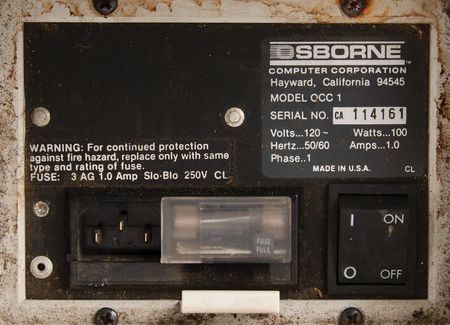 OSBORNE™
COMPUTER CORPORATION
Hayward, California 94545
MODEL OCC 1
SERIAL NO. CA 114161
Volts...120~ Watts...100
Hertz..50/60 Amps...1.0
Phase..1
MADE IN U.S.A. CL
WARNING: For continued protection
against fire hazard, replace only with same
type and rating of fuse.
FUSE: 3 AG 1.0 Amp Slo-Blo 250V CL
FUSE
PULL
I ON
O OFF